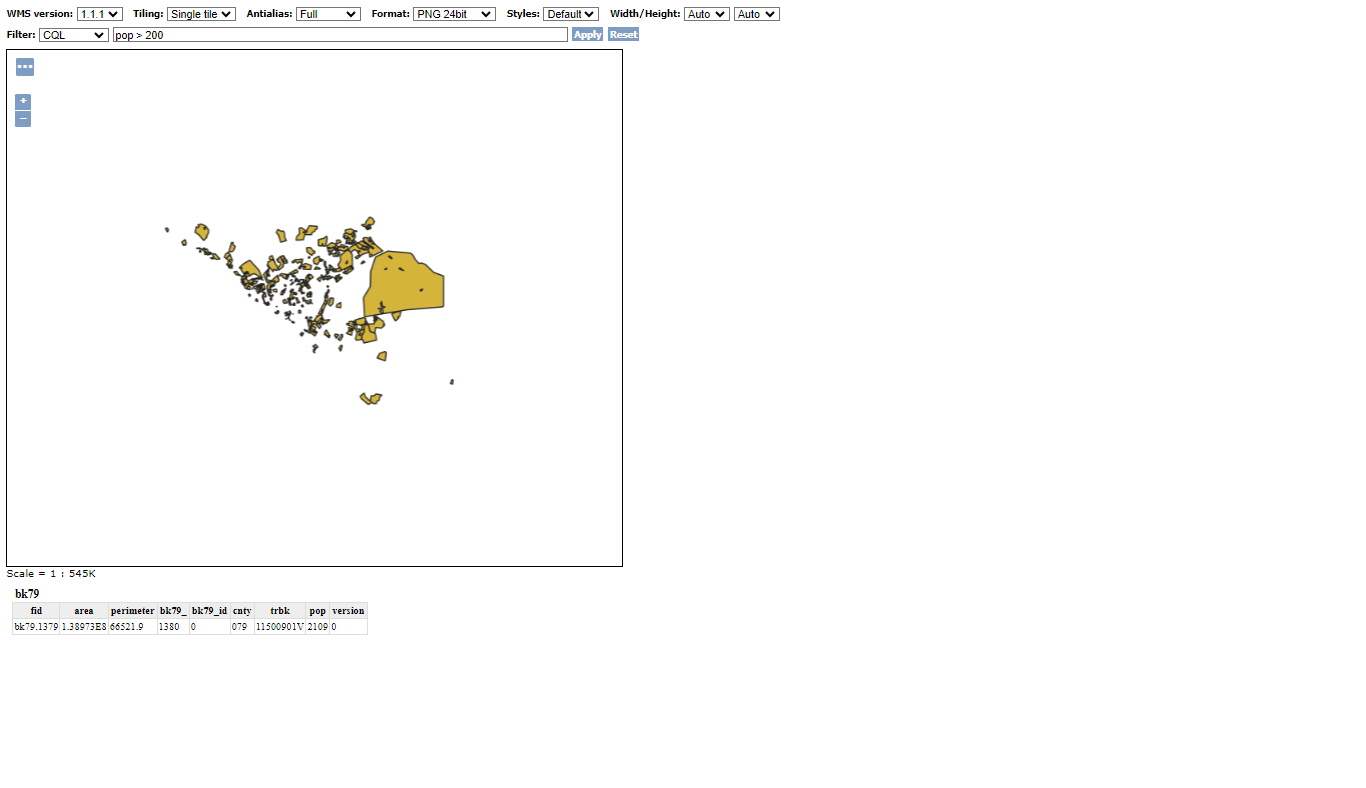 WMS version: 1.1.1 Tiling: Single tile Antialias: Full Format: PNG 24bit Styles: Default Width/Height: Auto Auto
Filter: CQL pop > 200 Apply Reset
+
−
Scale = 1 : 545K
bk79
fid area perimeter bk79_ bk79_id cnty trbk pop version
bk79.1379 1.38973E8 66521.9 1380 0 079 11500901V 2109 0